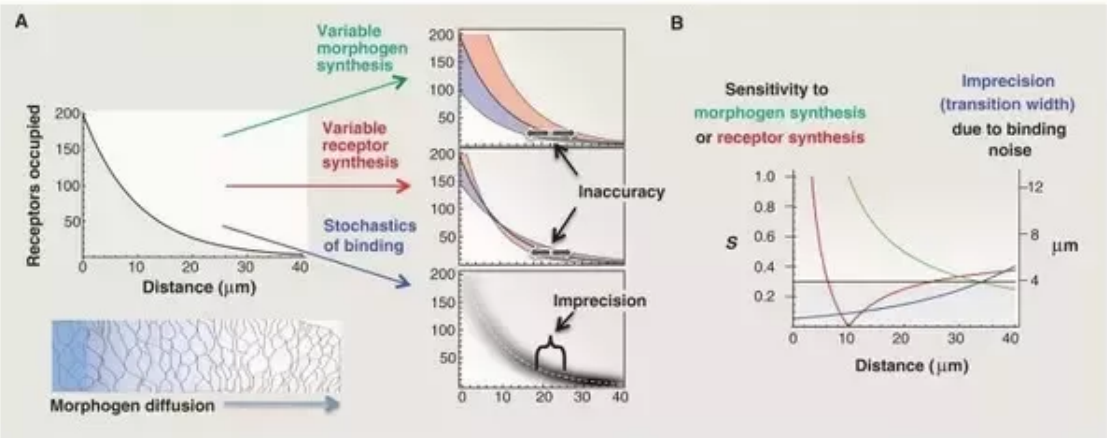 A
Variable
morphogen
synthesis
Variable
receptor
synthesis
Stochastics
of binding
Receptors occupied
200
150
100
50
0
10
20
30
40
Distance (μm)
Morphogen diffusion
200
150
100
50
200
150
100
50
Inaccuracy
200
150
100
50
Imprecision
0
10
20
30
40
B
Sensitivity to
morphogen synthesis
or receptor synthesis
Imprecision
(transition width)
due to binding
noise
S
1.0
0.8
0.6
0.4
0.2
12
8
4
μm
0
10
20
30
40
Distance (μm)